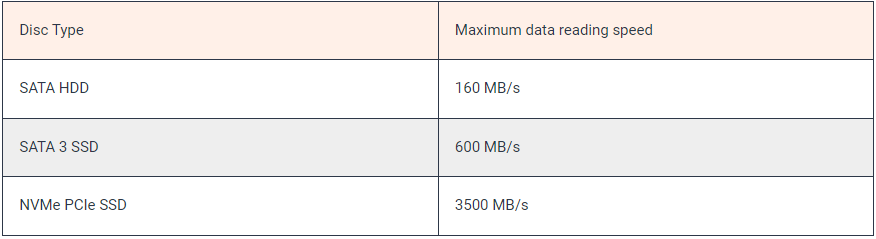 Disc Type Maximum data reading speed
SATA HDD 160 MB/s
SATA 3 SSD 600 MB/s
NVMe PCIe SSD 3500 MB/s